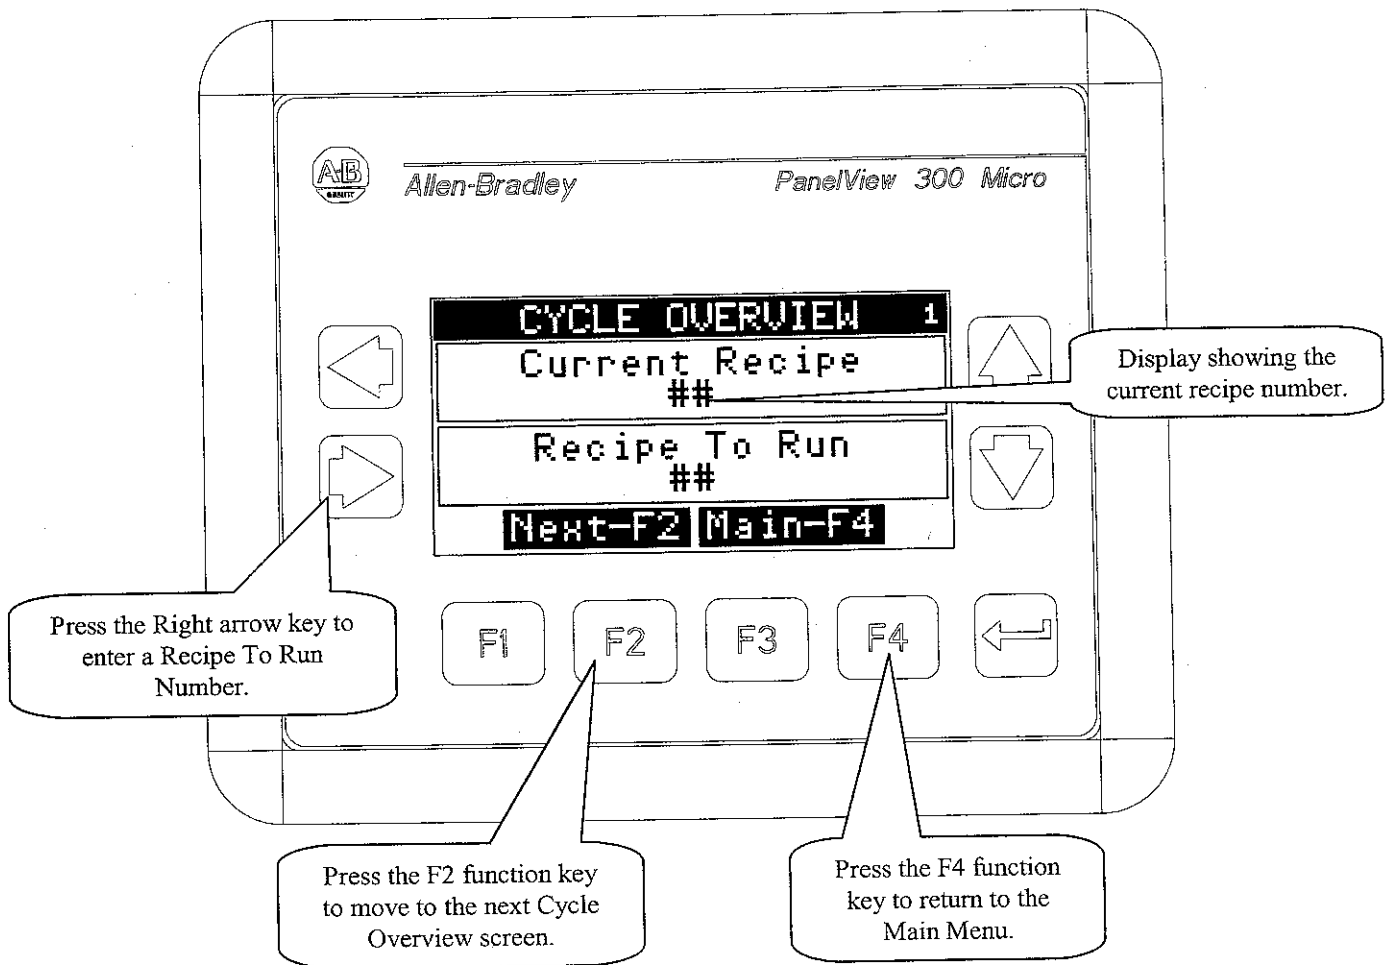 A-B
Allen-Bradley
PanelView 300 Micro
CYCLE OVERVIEW 1
Current Recipe
##
Recipe To Run
##
Next-F2 Main-F4
Display showing the
current recipe number.
Press the Right arrow key to
enter a Recipe To Run
Number.
F1
F2
F3
F4
Press the F2 function key
to move to the next Cycle
Overview screen.
Press the F4 function
key to return to the
Main Menu.